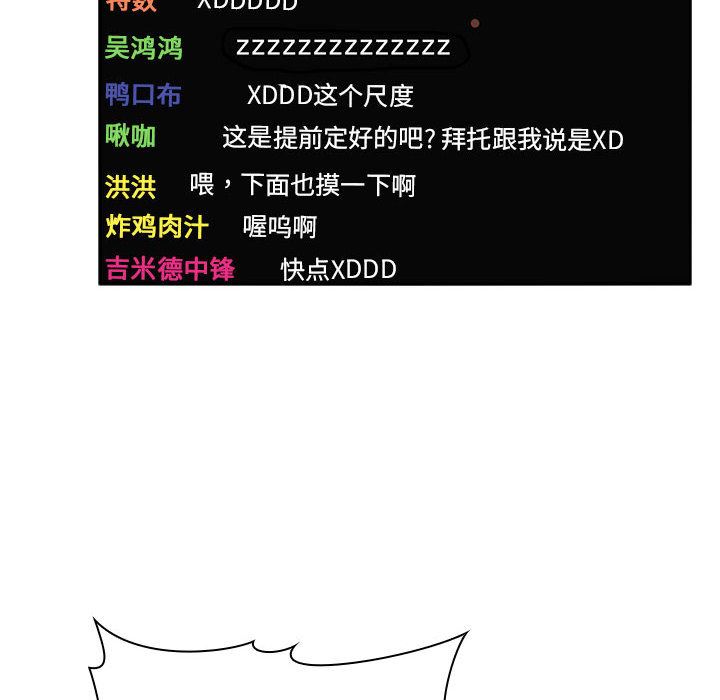 特数 XDDDDD
吴鸿鸿 zzzzzzzzzzzzzzz
鸭口布 XDDD这个尺度
啾咖 这是提前定好的吧? 拜托跟我说是XD
洪洪 喂，下面也摸一下啊
炸鸡肉汁 喔呜啊
吉米德中锋 快点XDDD